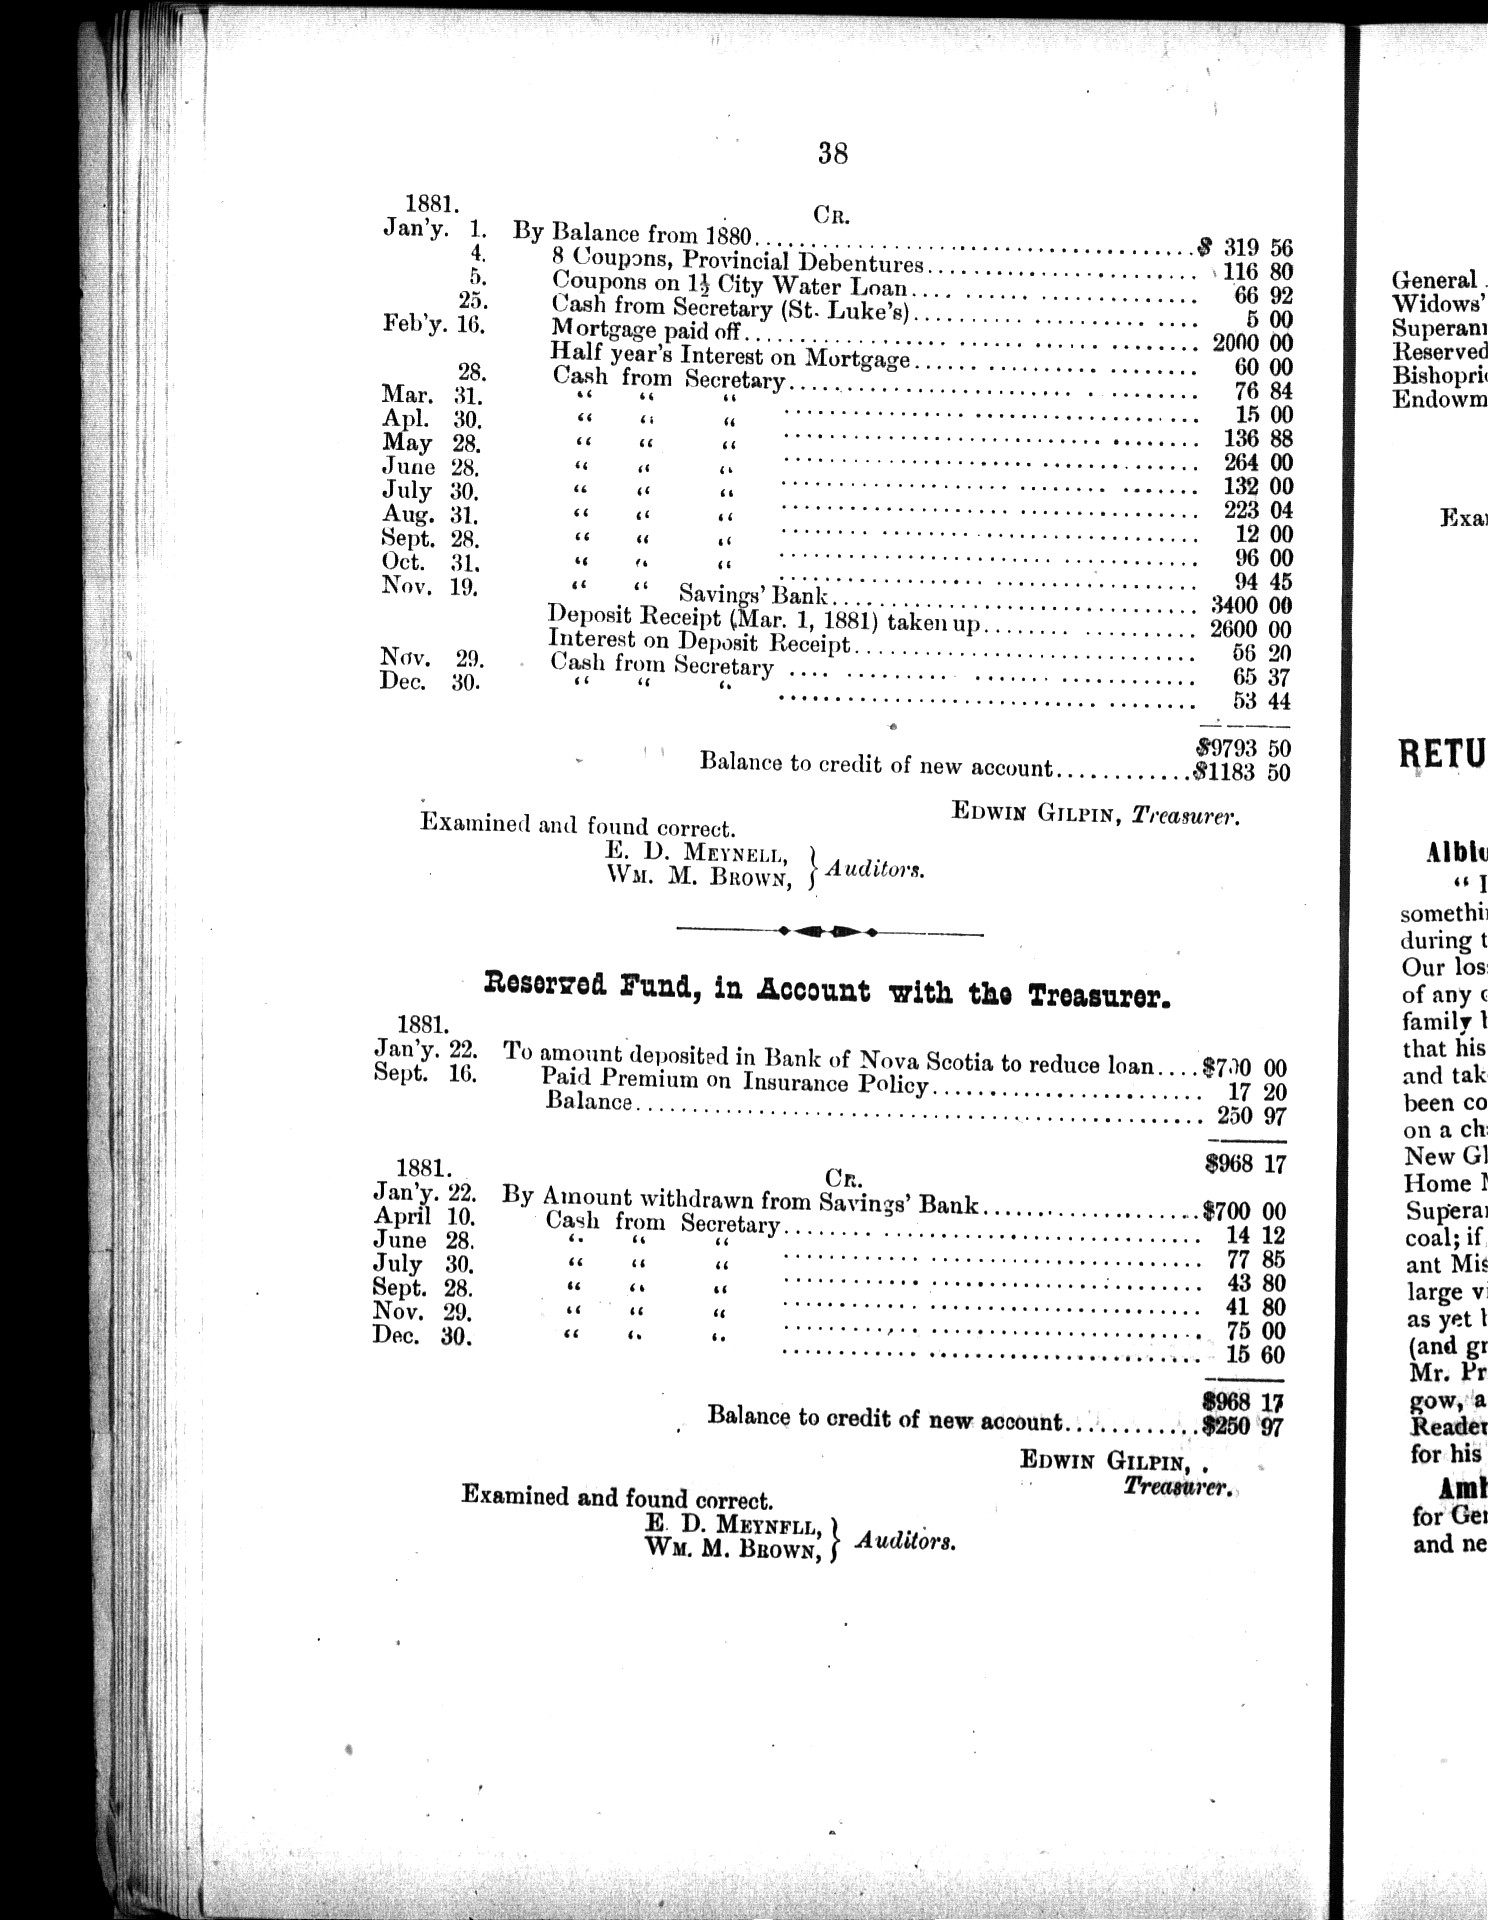 38
1881.
CR.
Jan'y. 1. By Balance from 1880 $ 319 56
4. 8 Coupons, Provincial Debentures 116 80
5. Coupons on 1½ City Water Loan 66 92
25. Cash from Secretary (St. Luke's) 5 00
Feb'y. 16. Mortgage paid off 2000 00
Half year's Interest on Mortgage 60 00
28. Cash from Secretary 76 84
Mar. 31. “ “ “ 15 00
Apl. 30. “ “ “ 136 88
May 28. “ “ “ 264 00
June 28. “ “ “ 132 00
July 30. “ “ “ 223 04
Aug. 31. “ “ “ 12 00
Sept. 28. “ “ “ 96 00
Oct. 31. “ “ “ 94 45
Nov. 19. “ “ Savings' Bank 3400 00
Deposit Receipt (Mar. 1, 1881) taken up 2600 00
Interest on Deposit Receipt 56 20
Nov. 29. Cash from Secretary 65 37
Dec. 30. “ “ “ 53 44
$9793 50
Balance to credit of new account $1183 50
EDWIN GILPIN, Treasurer.
Examined and found correct.
E. D. MEYNELL,
WM. M. BROWN, } Auditors.
Reserved Fund, in Account with the Treasurer.
1881.
Jan'y. 22. To amount deposited in Bank of Nova Scotia to reduce loan $700 00
Sept. 16. Paid Premium on Insurance Policy 17 20
Balance 250 97
$968 17
1881.
CR.
Jan'y. 22. By Amount withdrawn from Savings' Bank $700 00
April 10. Cash from Secretary 14 12
June 28. “ “ “ 77 85
July 30. “ “ “ 43 80
Sept. 28. “ “ “ 41 80
Nov. 29. “ “ “ 75 00
Dec. 30. “ “ “ 15 60
$968 17
Balance to credit of new account $250 97
EDWIN GILPIN,
Treasurer.
Examined and found correct.
E. D. MEYNELL,
WM. M. BROWN, } Auditors.
General
Widows'
Superan
Reserved
Bishopri
Endowm
Exa
RETU
Albi
“ I
somethi
during t
Our los
of any
family
that his
and tak
been co
on a ch
New Gl
Home
Supera
coal; if
ant Mis
large vi
as yet
(and gr
Mr. Pr
gow, a
Reader
for his
Am
for Ge
and ne